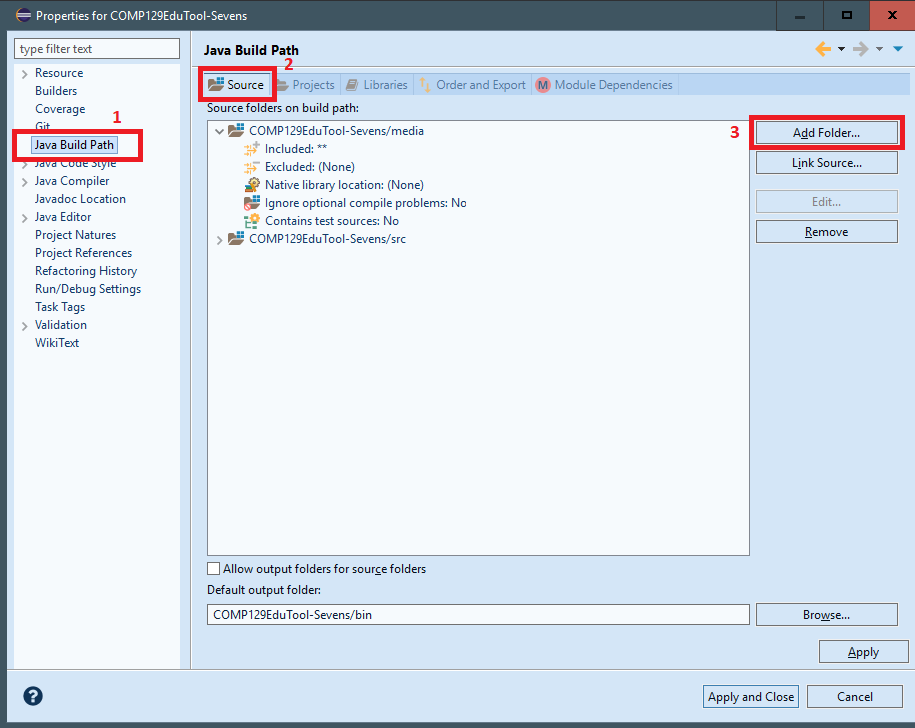 Properties for COMP129EduTool-Sevens
type filter text
Resource
Builders
Coverage
1
Git
Java Build Path
Java Code Style
Java Compiler
Javadoc Location
Java Editor
Project Natures
Project References
Refactoring History
Run/Debug Settings
Task Tags
Validation
WikiText
Java Build Path
2
Source Projects Libraries Order and Export M Module Dependencies
Source folders on build path:
COMP129EduTool-Sevens/media
Included: **
Excluded: (None)
Native library location: (None)
Ignore optional compile problems: No
Contains test sources: No
COMP129EduTool-Sevens/src
3
Add Folder...
Link Source...
Edit...
Remove
Allow output folders for source folders
Default output folder:
COMP129EduTool-Sevens/bin
Browse...
Apply
?
Apply and Close
Cancel